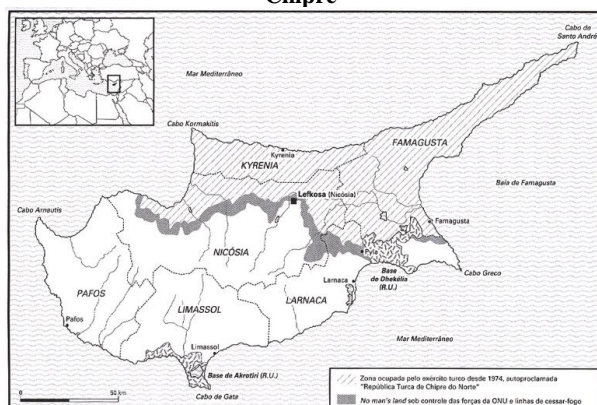 Chipre
Cabo de
Santo André
Mar Mediterrâneo
Cabo Kormakitis
Kyrenia
KYRENIA
FAMAGUSTA
Lefkosa (Nicósia)
Baía de Famagusta
Cabo Arnautis
Famagusta
NICÓSIA
Pyla
Base
de Dhekélia
(R.U.)
Cabo Greco
PAFOS
LIMASSOL
LARNACA
Larnaca
Pafos
Limassol
Mar Mediterrâneo
Base de Akrotiri (R.U.)
Cabo de Gata
0
50 km
Zona ocupada pelo exército turco desde 1974, autoproclamada
"República Turca de Chipre do Norte"
No man's land sob controle das forças da ONU e linhas de cessar-fogo